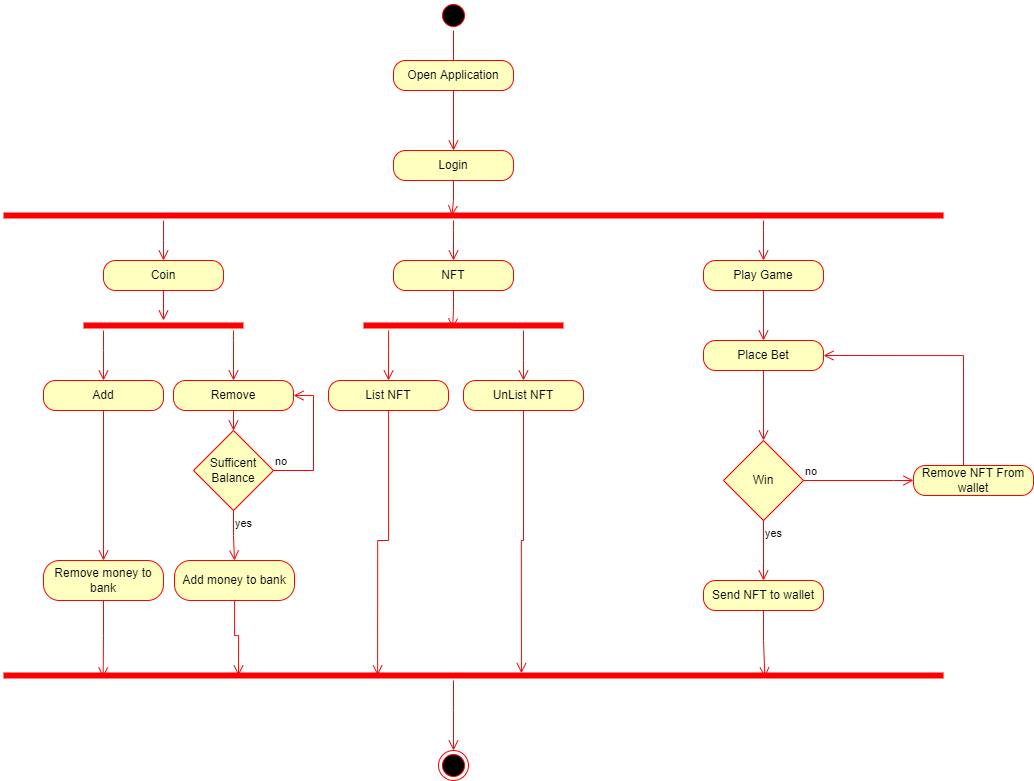 Open Application
Login
Coin
NFT
Play Game
Place Bet
Add
Remove
List NFT
UnList NFT
Sufficent
Balance
no
Win
no
Remove NFT From
wallet
yes
yes
Remove money to
bank
Add money to bank
Send NFT to wallet